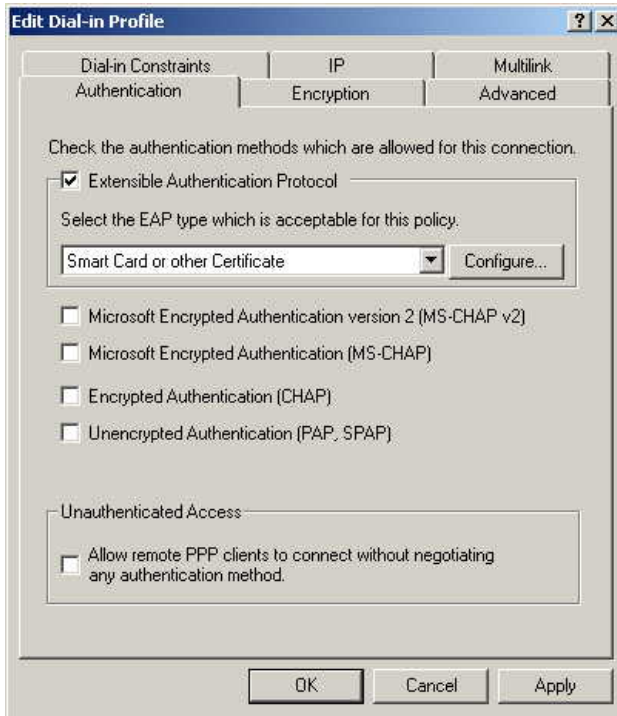 Edit Dial-in Profile
Dial-in Constraints
IP
Multilink
Authentication
Encryption
Advanced
Check the authentication methods which are allowed for this connection.
Extensible Authentication Protocol
Select the EAP type which is acceptable for this policy.
Smart Card or other Certificate
Configure...
Microsoft Encrypted Authentication version 2 (MS-CHAP v2)
Microsoft Encrypted Authentication (MS-CHAP)
Encrypted Authentication (CHAP)
Unencrypted Authentication (PAP, SPAP)
Unauthenticated Access
Allow remote PPP clients to connect without negotiating
any authentication method.
OK
Cancel
Apply